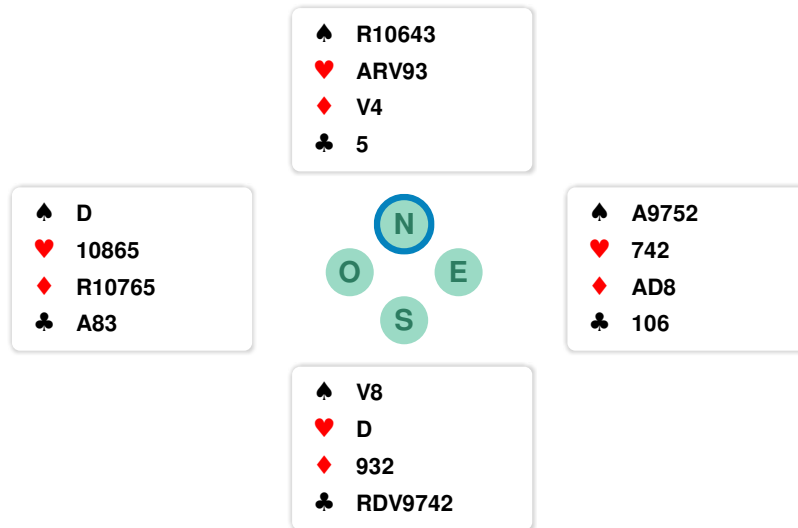 ♠ R10643
♥ ARV93
♦ V4
♣ 5
♠ D
♥ 10865
♦ R10765
♣ A83
N
O E
S
♠ A9752
♥ 742
♦ AD8
♣ 106
♠ V8
♥ D
♦ 932
♣ RDV9742